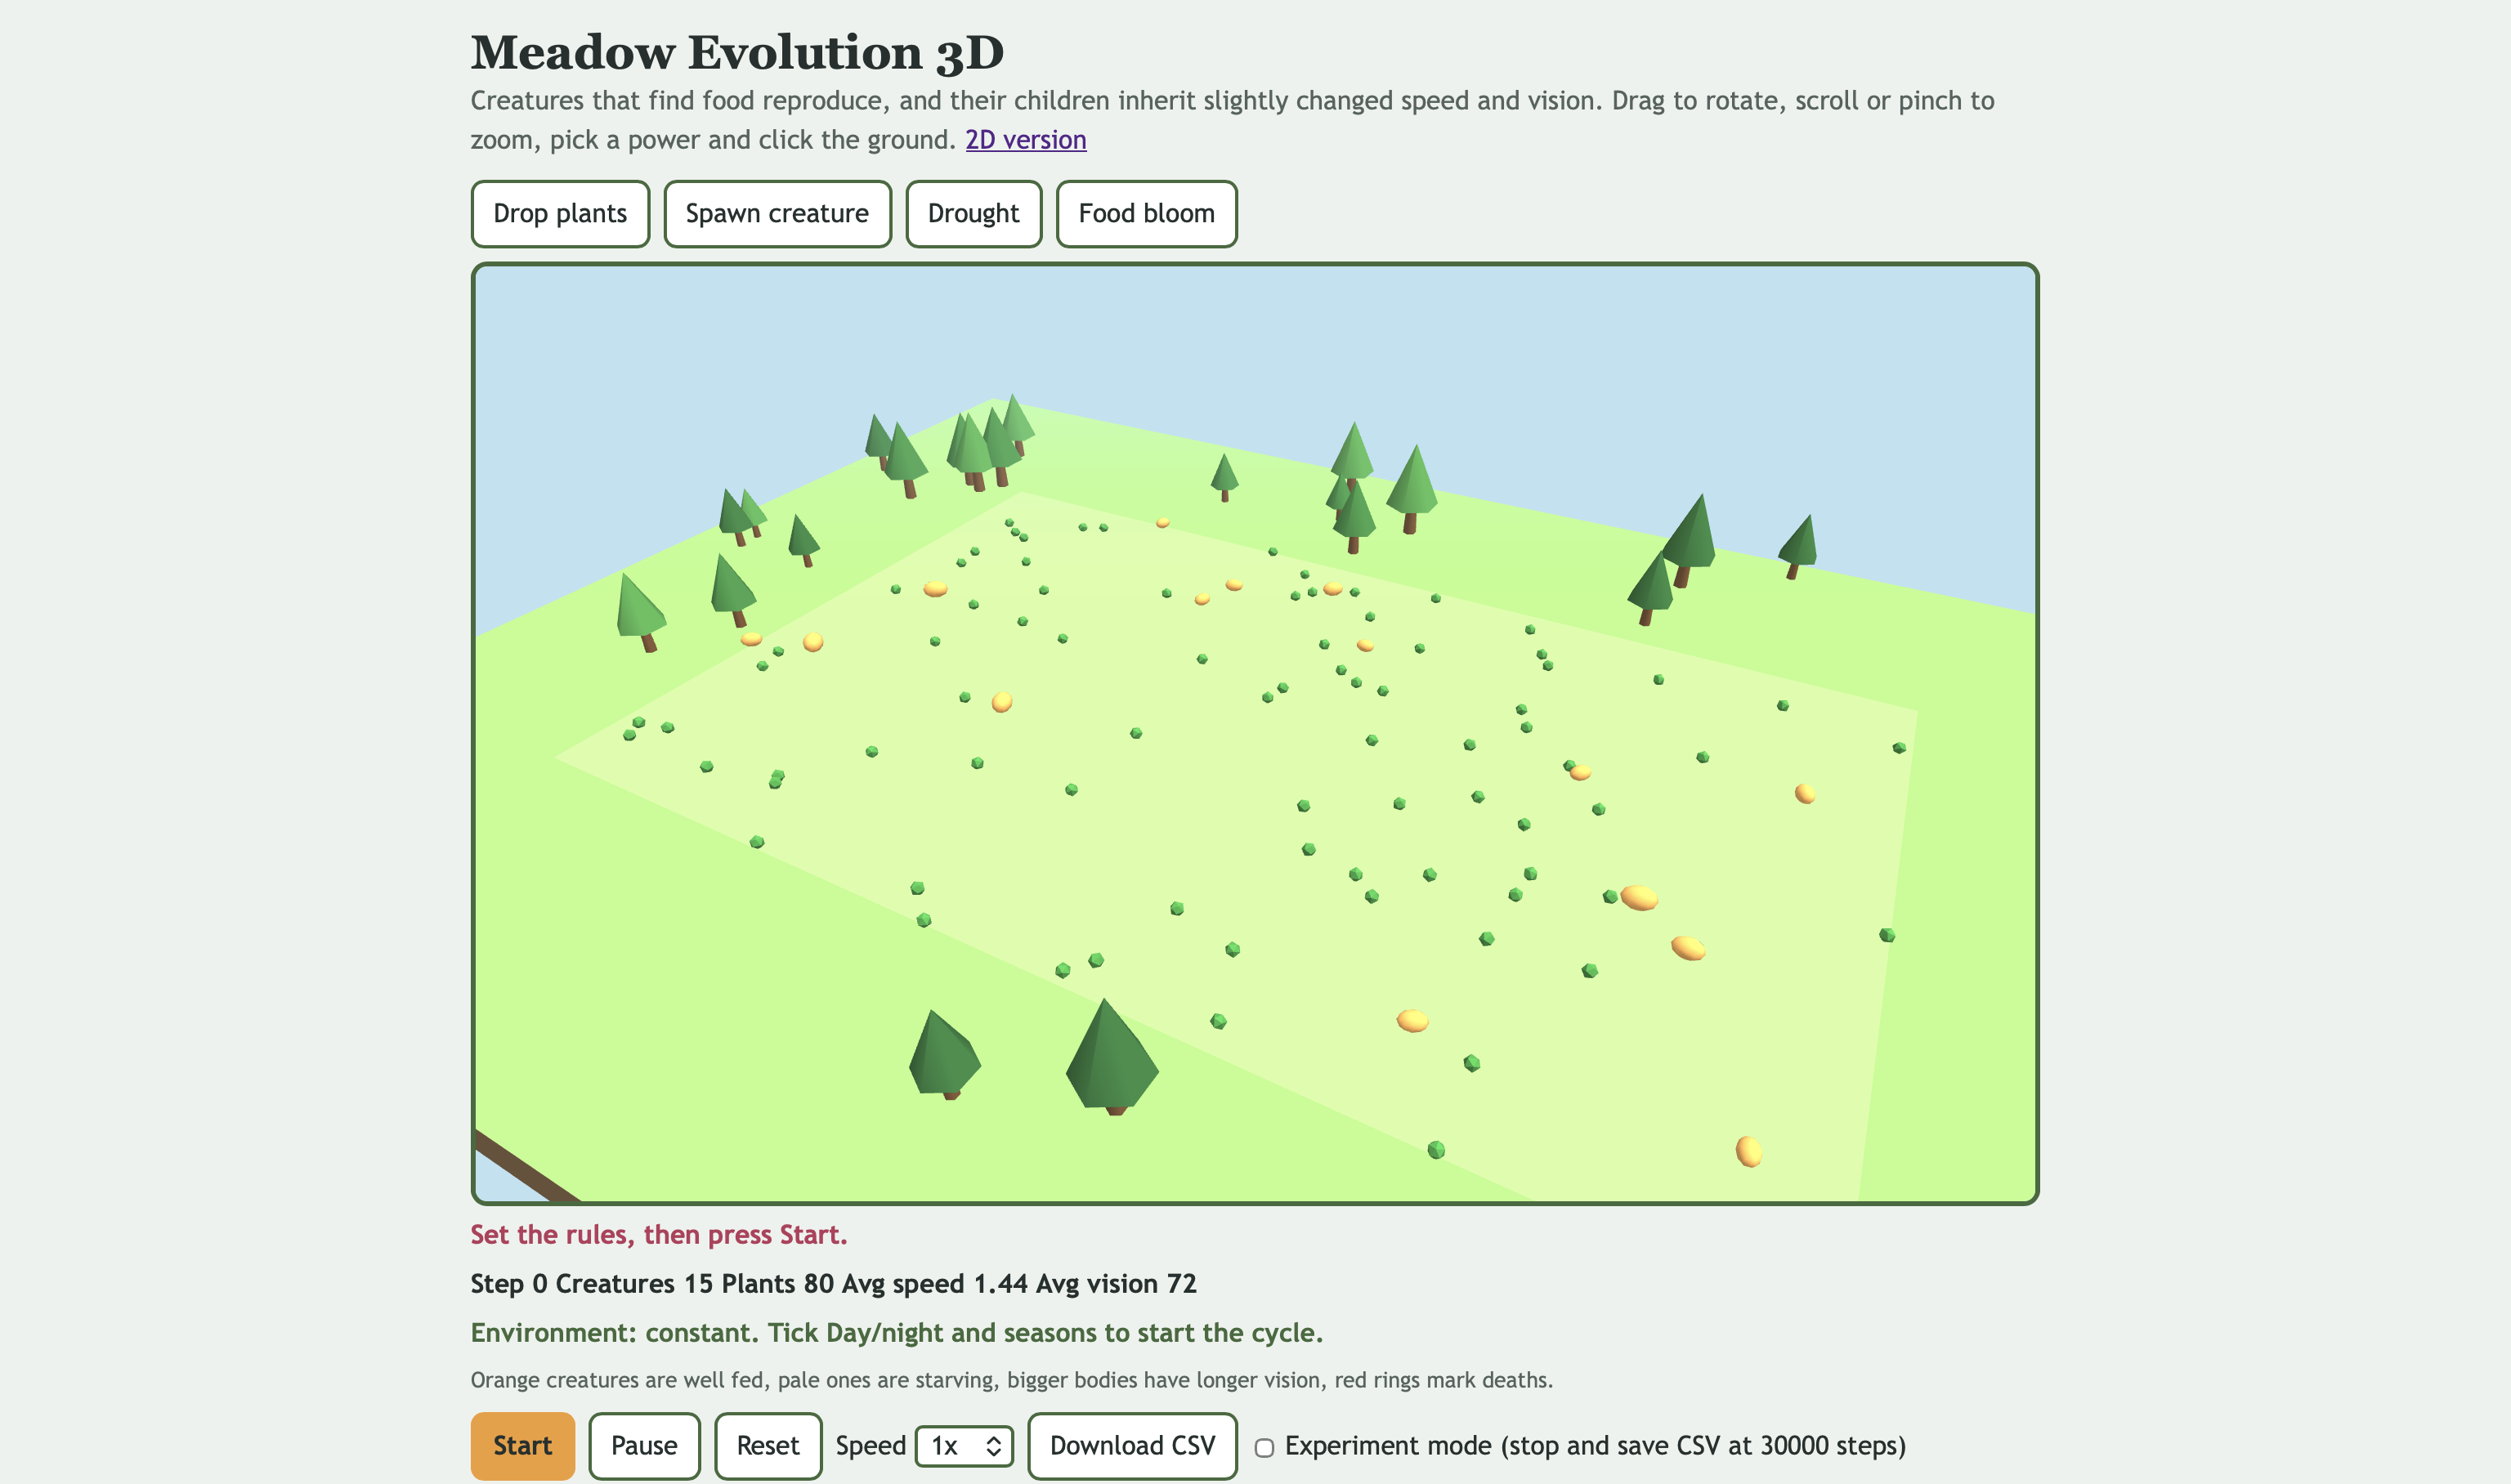 Meadow Evolution 3D
Creatures that find food reproduce, and their children inherit slightly changed speed and vision. Drag to rotate, scroll or pinch to
zoom, pick a power and click the ground. 2D version
Drop plants Spawn creature Drought Food bloom
Set the rules, then press Start.
Step 0 Creatures 15 Plants 80 Avg speed 1.44 Avg vision 72
Environment: constant. Tick Day/night and seasons to start the cycle.
Orange creatures are well fed, pale ones are starving, bigger bodies have longer vision, red rings mark deaths.
Start Pause Reset Speed 1x Download CSV Experiment mode (stop and save CSV at 30000 steps)